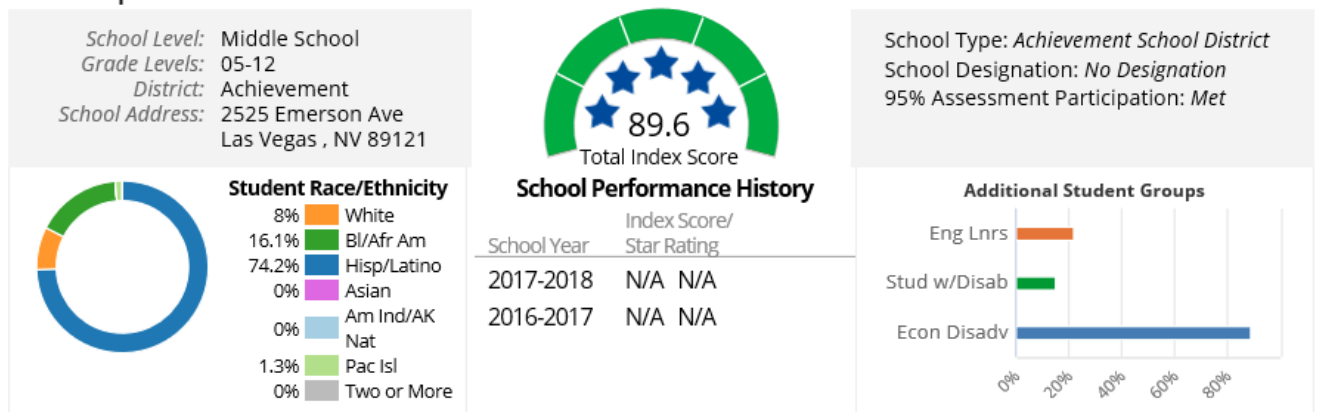 School Level: Middle School
Grade Levels: 05-12
District: Achievement
School Address: 2525 Emerson Ave
Las Vegas , NV 89121
89.6
Total Index Score
School Type: Achievement School District
School Designation: No Designation
95% Assessment Participation: Met
Student Race/Ethnicity
8% White
16.1% Bl/Afr Am
74.2% Hisp/Latino
0% Asian
0% Am Ind/AK
Nat
1.3% Pac Isl
0% Two or More
School Performance History
Index Score/
School Year Star Rating
2017-2018 N/A N/A
2016-2017 N/A N/A
Additional Student Groups
Eng Lnrs
Stud w/Disab
Econ Disadv
0% 20% 40% 60% 80%